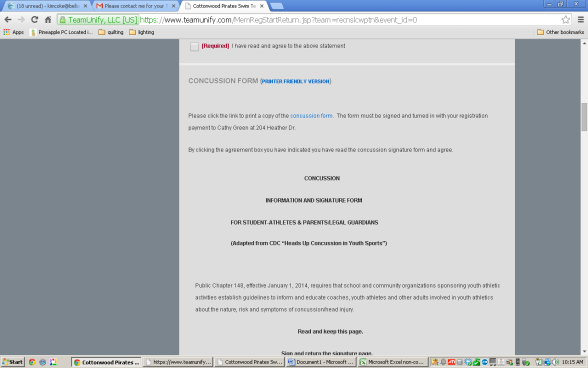 Cottonwood Pirates Swim Te
TeamUnify, LLC [US] https://www.teamunify.com/MemRegStartReturn.jsp?team=recnslcwptn&event_id=0
Apps Pineapple PC Located i... quilting lighting Other bookmarks
[Required] I have read and agree to the above statement
CONCUSSION FORM (PRINTER FRIENDLY VERSION)
Please click the link to print a copy of the concussion form. The form must be signed and turned in with your registration
payment to Cathy Green at 204 Heather Dr.
By clicking the agreement box you have indicated you have read the concussion signature form and agree.
CONCUSSION
INFORMATION AND SIGNATURE FORM
FOR STUDENT-ATHLETES & PARENTS/LEGAL GUARDIANS
(Adapted from CDC “Heads Up Concussion in Youth Sports”)
Public Chapter 148, effective January 1, 2014, requires that school and community organizations sponsoring youth athletic
activities establish guidelines to inform and educate coaches, youth athletes and other adults involved in youth athletics
about the nature, risk and symptoms of concussion/head injury.
Read and keep this page.
Sign and return the signature page.
Start Cottonwood Pirates ... https://www.teamunify... Cottonwood Pirates Sw... Document1 - Microsoft ... Microsoft Excel non-co... 10:15 AM